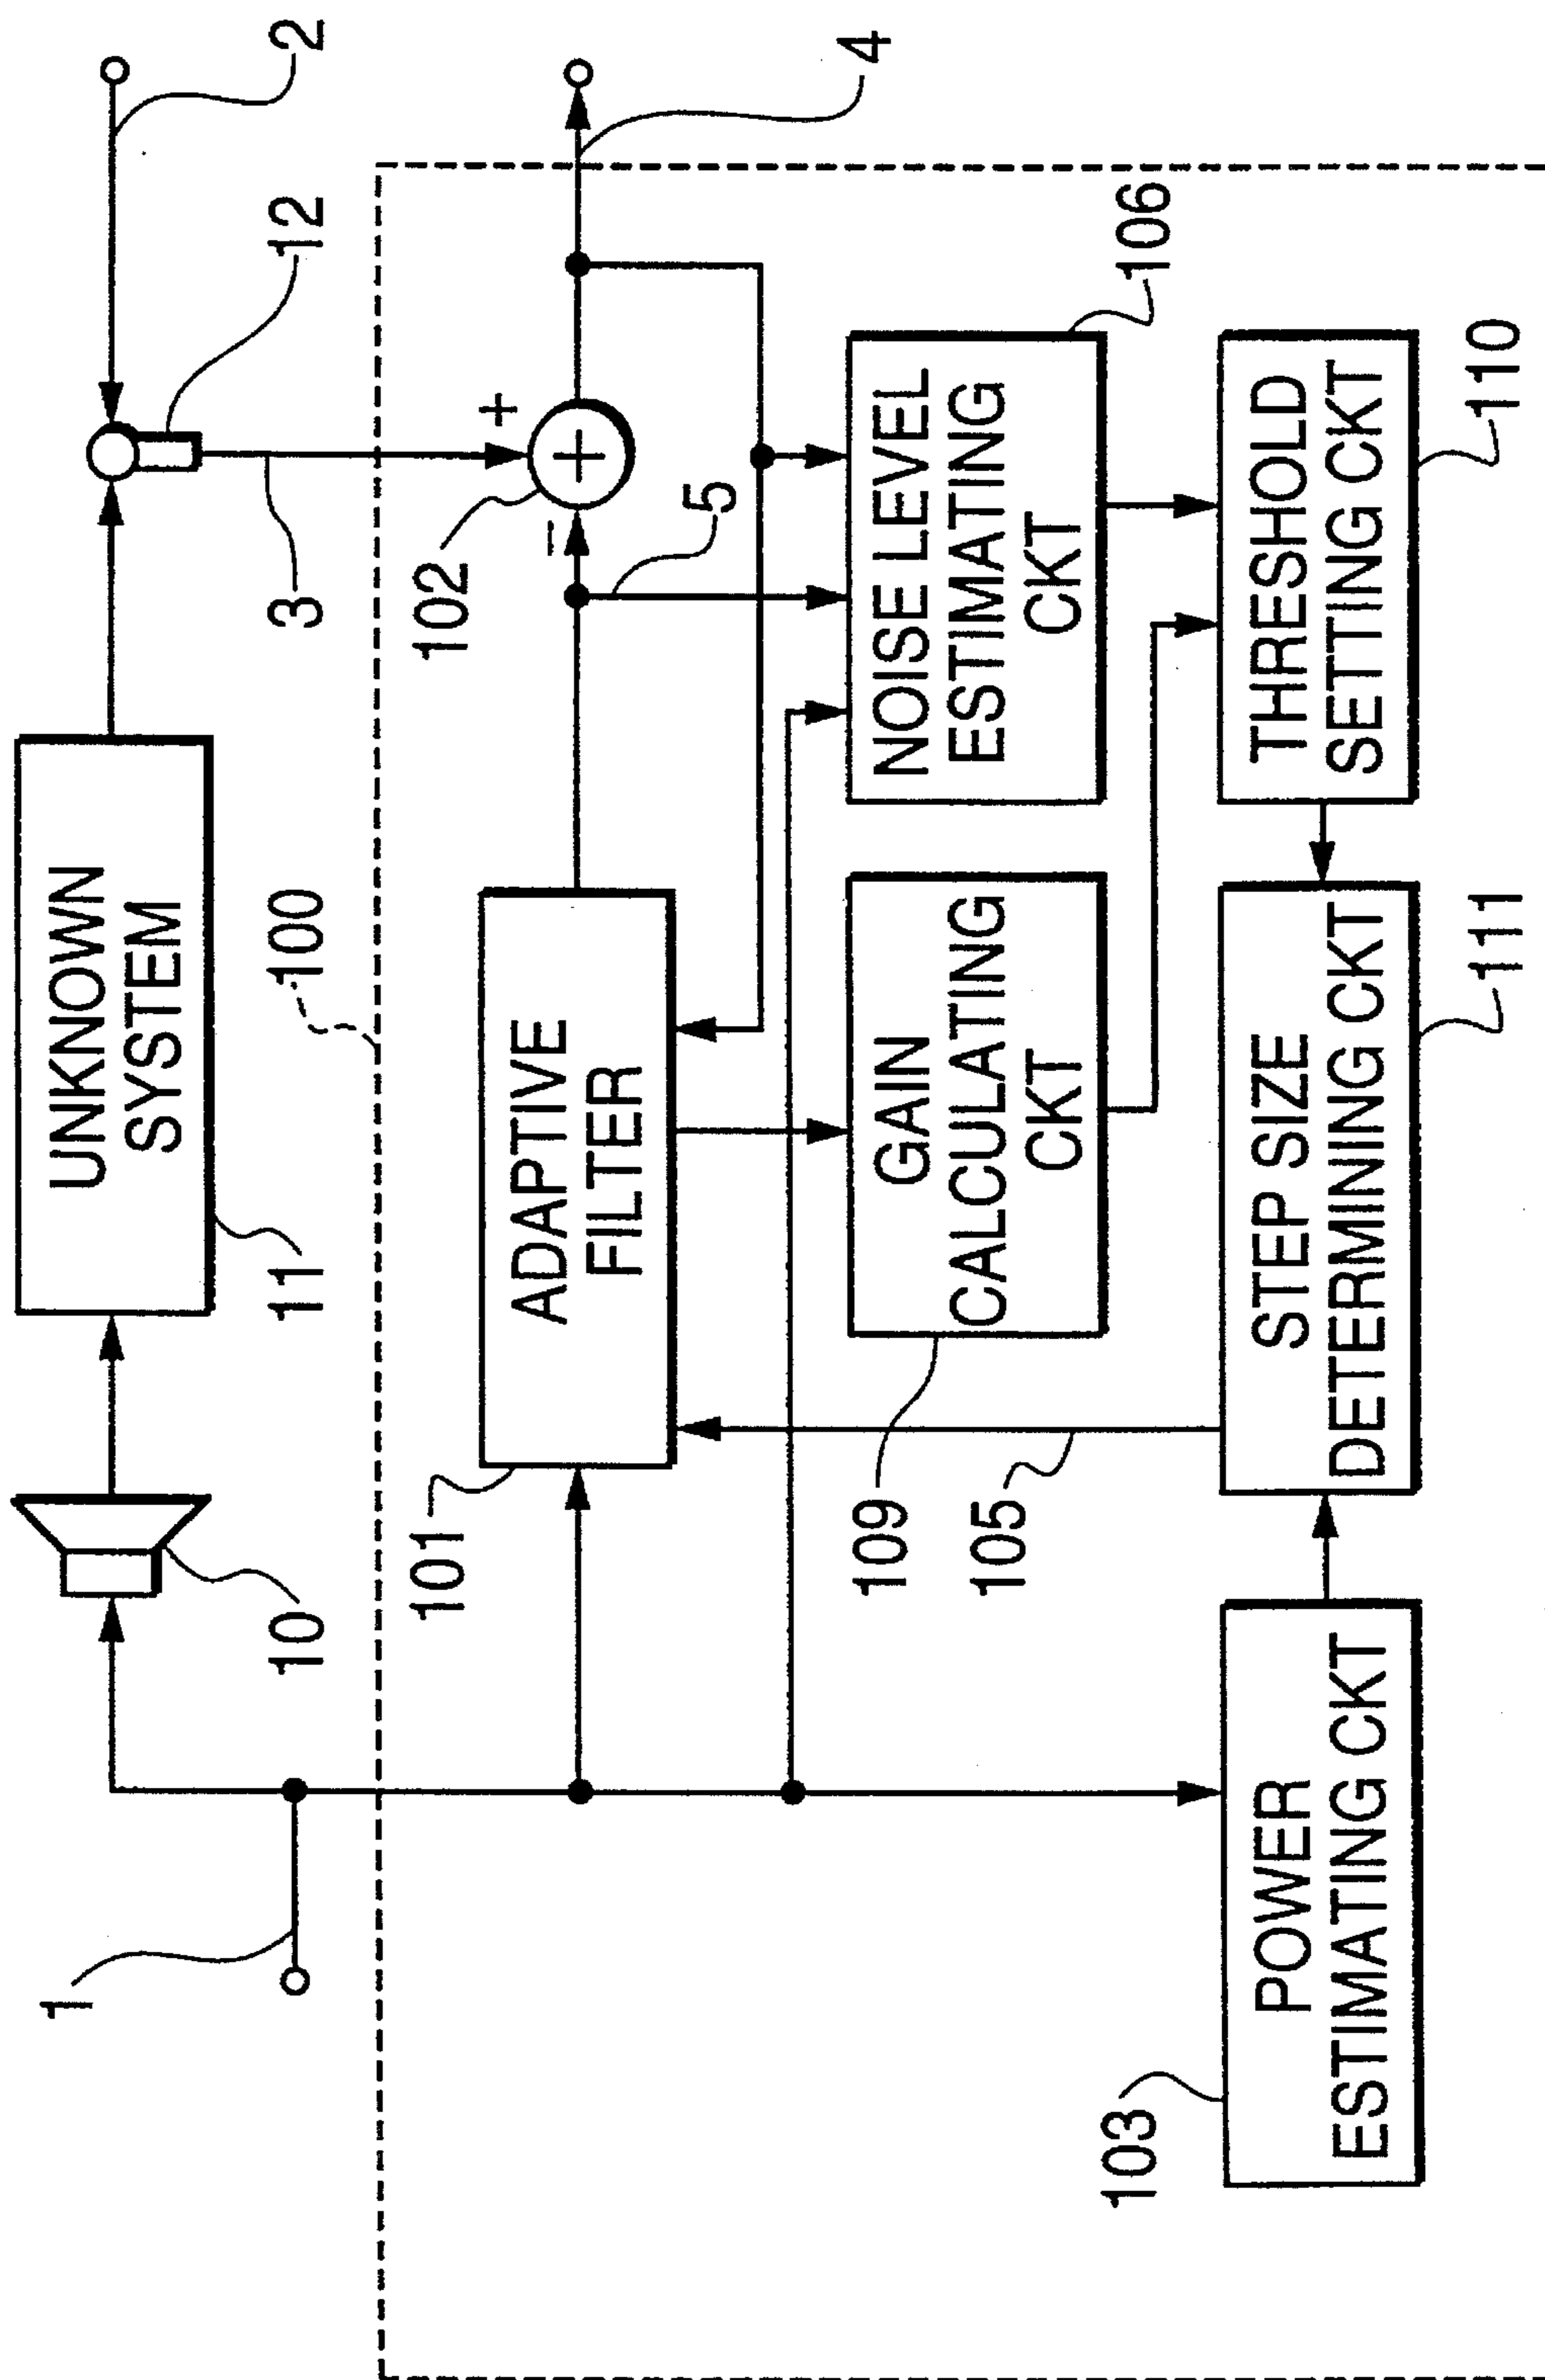 1
10
11
UNKNOWN
SYSTEM
2
12
3
100
101
ADAPTIVE
FILTER
102
+
+
−
4
5
109
GAIN
CALCULATING
CKT
NOISE LEVEL
ESTIMATING
CKT
106
105
103
POWER
ESTIMATING CKT
STEP SIZE
DETERMINING CKT
111
THRESHOLD
SETTING CKT
110